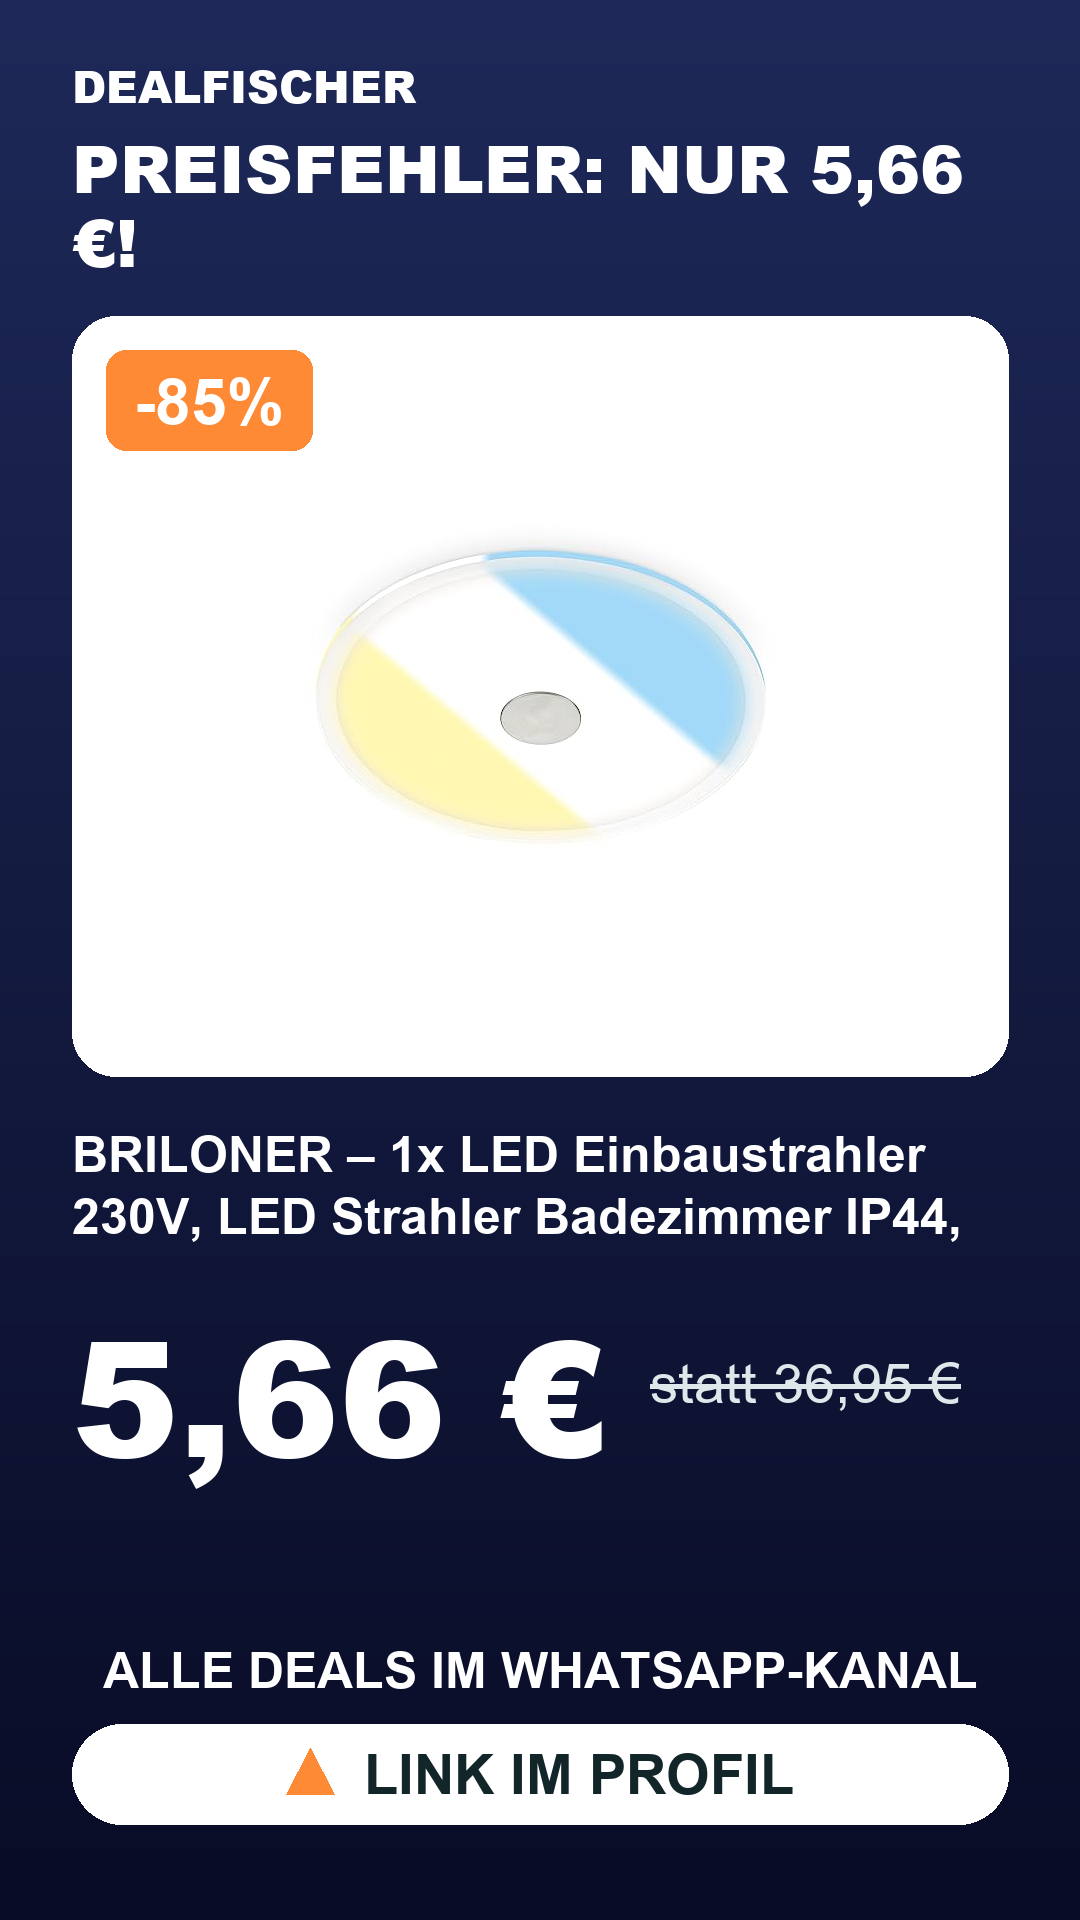 DEALFISCHER
PREISFEHLER: NUR 5,66
€!
-85%
BRILONER – 1x LED Einbaustrahler
230V, LED Strahler Badezimmer IP44,
5,66 € statt 36,95 €
ALLE DEALS IM WHATSAPP-KANAL
LINK IM PROFIL